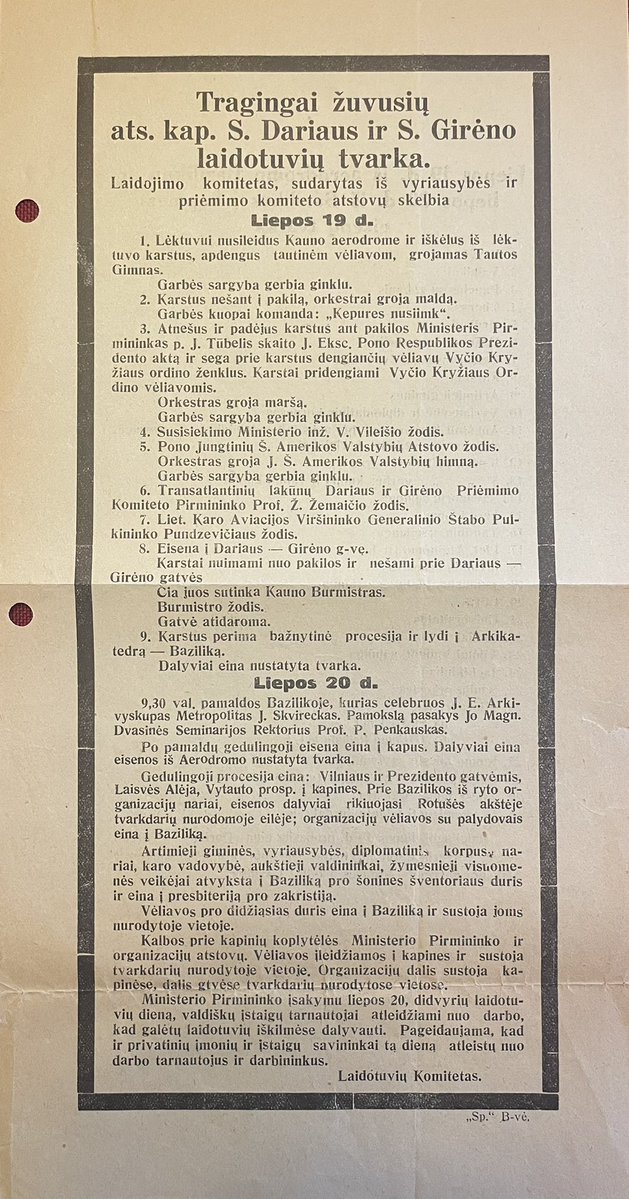 Tragingai žuvusių
ats. kap. S. Dariaus ir S. Girėno
laidotuvių tvarka.
Laidojimo komitetas, sudarytas iš vyriausybės ir
priėmimo komiteto atstovų skelbia
Liepos 19 d.
1. Lėktuvui nusileidus Kauno aerodrome ir iškėlus iš lėk-
tuvo karstus, apdengus tautinėm vėliavom, grojamas Tautos
Gimnas.
Garbės sargyba gerbia ginklu.
2. Karstus nešant į pakilą, orkestrai groja maldą.
Garbės kuopai komanda: „Kepures nusiimk“.
3. Atnešus ir padėjus karstus ant pakilos Ministeris Pir-
mininkas p. J. Tūbelis skaito J. Eksc. Pono Respublikos Prezi-
dento aktą ir sega prie karstus dengiančių vėliavų Vyčio Kry-
žiaus ordino ženklus. Karstai pridengiami Vyčio Kryžiaus Or-
dino vėliavomis.
Orkestras groja maršą.
Garbės sargyba gerbia ginklu.
4. Susisiekimo Ministerio inž. V. Vileišio žodis.
5. Pono Jungtinių Š. Amerikos Valstybių Atstovo žodis.
Orkestras groja J. Š. Amerikos Valstybių himną.
Garbės sargyba gerbia ginklu.
6. Transatlantinių lakūnų Dariaus ir Girėno Priėmimo
Komiteto Pirmininko Prof. Ž. Žemaičio žodis.
7. Liet. Karo Aviacijos Viršininko Generalinio Štabo Pul-
kininko Pundzevičiaus žodis.
8. Eisena į Dariaus — Girėno g-vę.
Karstai nuimami nuo pakilos ir nešami prie Dariaus —
Girėno gatvės
Čia juos sutinka Kauno Burmistras.
Burmistro žodis.
Gatvė atidaroma.
9. Karstus perima bažnytinė procesija ir lydi į Arkika-
tedrą — Baziliką.
Dalyviai eina nustatyta tvarka.
Liepos 20 d.
9,30 val. pamaldos Bazilikoje, kurias celebruos J. E. Arki-
vyskupas Metropolitas J. Skvireckas. Pamokslą pasakys Jo Magn.
Dvasinės Seminarijos Rektorius Prof. P. Penkauskas.
Po pamaldų gedulingoji eisena eina į kapus. Dalyviai eina
eisenos iš Aerodromo nustatyta tvarka.
Gedulingoji procesija eina: Vilniaus ir Prezidento gatvėmis,
Laisvės Alėja, Vytauto prosp. į kapines. Prie Bazilikos iš ryto or-
ganizacijų nariai, eisenos dalyviai rikiuojasi Rotušės akštėje
tvarkdarių nurodomoje eilėje; organizacijų vėliavos su palydovais
eina į Baziliką.
Artimieji giminės, vyriausybės, diplomatinis korpusų na-
riai, karo vadovybė, aukštieji valdininkai, žymesnieji visuome-
nės veikėjai atvyksta į Baziliką pro šonines šventoriaus duris
ir eina į presbiteriją pro zakristiją.
Vėliavos pro didžiąsias duris eina į Baziliką ir sustoja joms
nurodytoje vietoje.
Kalbos prie kapinių koplytėlės Ministerio Pirmininko ir
organizacijų atstovų. Vėliavos įleidžiamos į kapines ir sustoja
tvarkdarių nurodytoje vietoje. Organizacijų dalis sustoja ka-
pinėse, dalis gtvėse tvarkdarių nurodytose vietose.
Ministerio Pirmininko įsakymu liepos 20, didvyrių laidotu-
vių dieną, valdiškų įstaigų tarnautojai atleidžiami nuo darbo,
kad galėtų laidotuvių iškilmėse dalyvauti. Pageidaujama, kad
ir privatinių įmonių ir įstaigų savininkai tą dieną atleistų nuo
darbo tarnautojus ir darbininkus.
Laidotuvių Komitetas.
„Sp.“ B-vė.